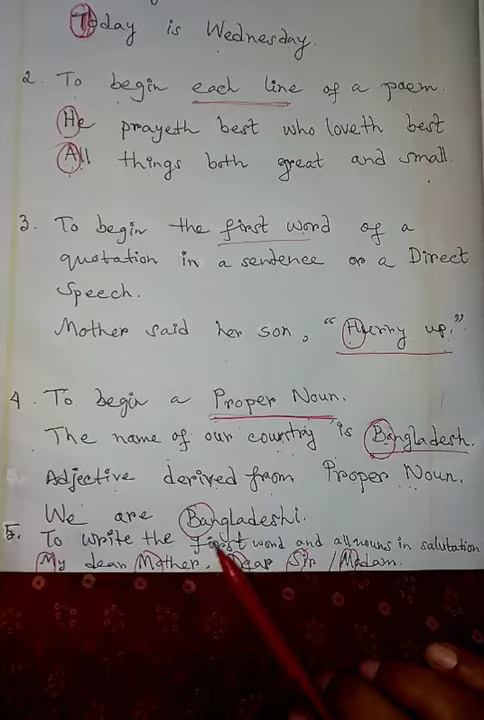 Today is Wednesday.
2. To begin each line of a poem.
He prayeth best who loveth best
All things both great and small.
3. To begin the first word of a
quotation in a sentence or a Direct
Speech.
Mother said her son, "Hurry up."
4. To begin a Proper Noun.
The name of our country is Bangladesh.
Adjective derived from Proper Noun.
We are Bangladeshi.
5. To write the first word and all nouns in salutation
My dear Mother. Dear Sir / Madam.